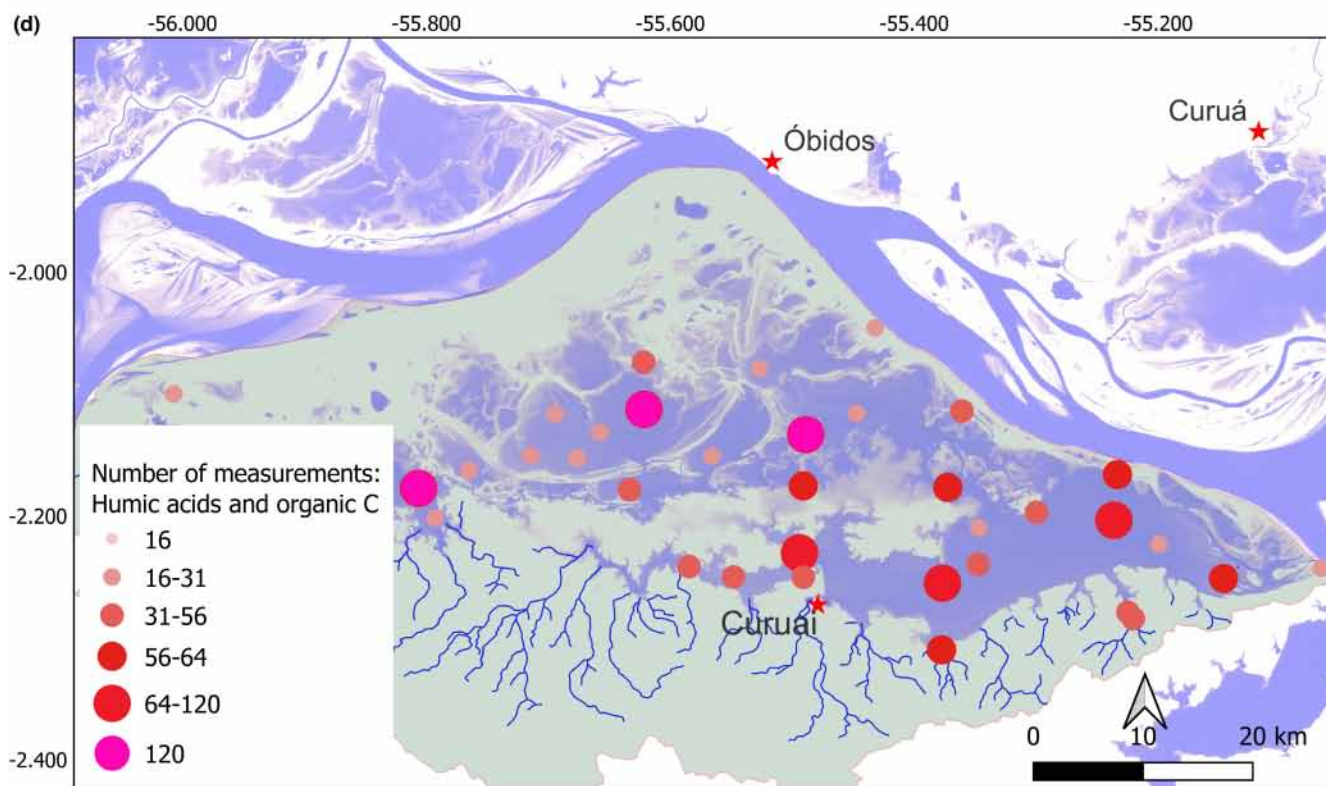 (d)
-56.000 -55.800 -55.600 -55.400 -55.200
Curuá
Óbidos
-2.000
-2.200
-2.400
Number of measurements:
Humic acids and organic C
16
16-31
31-56
56-64
64-120
120
Curuai
0 10 20 km